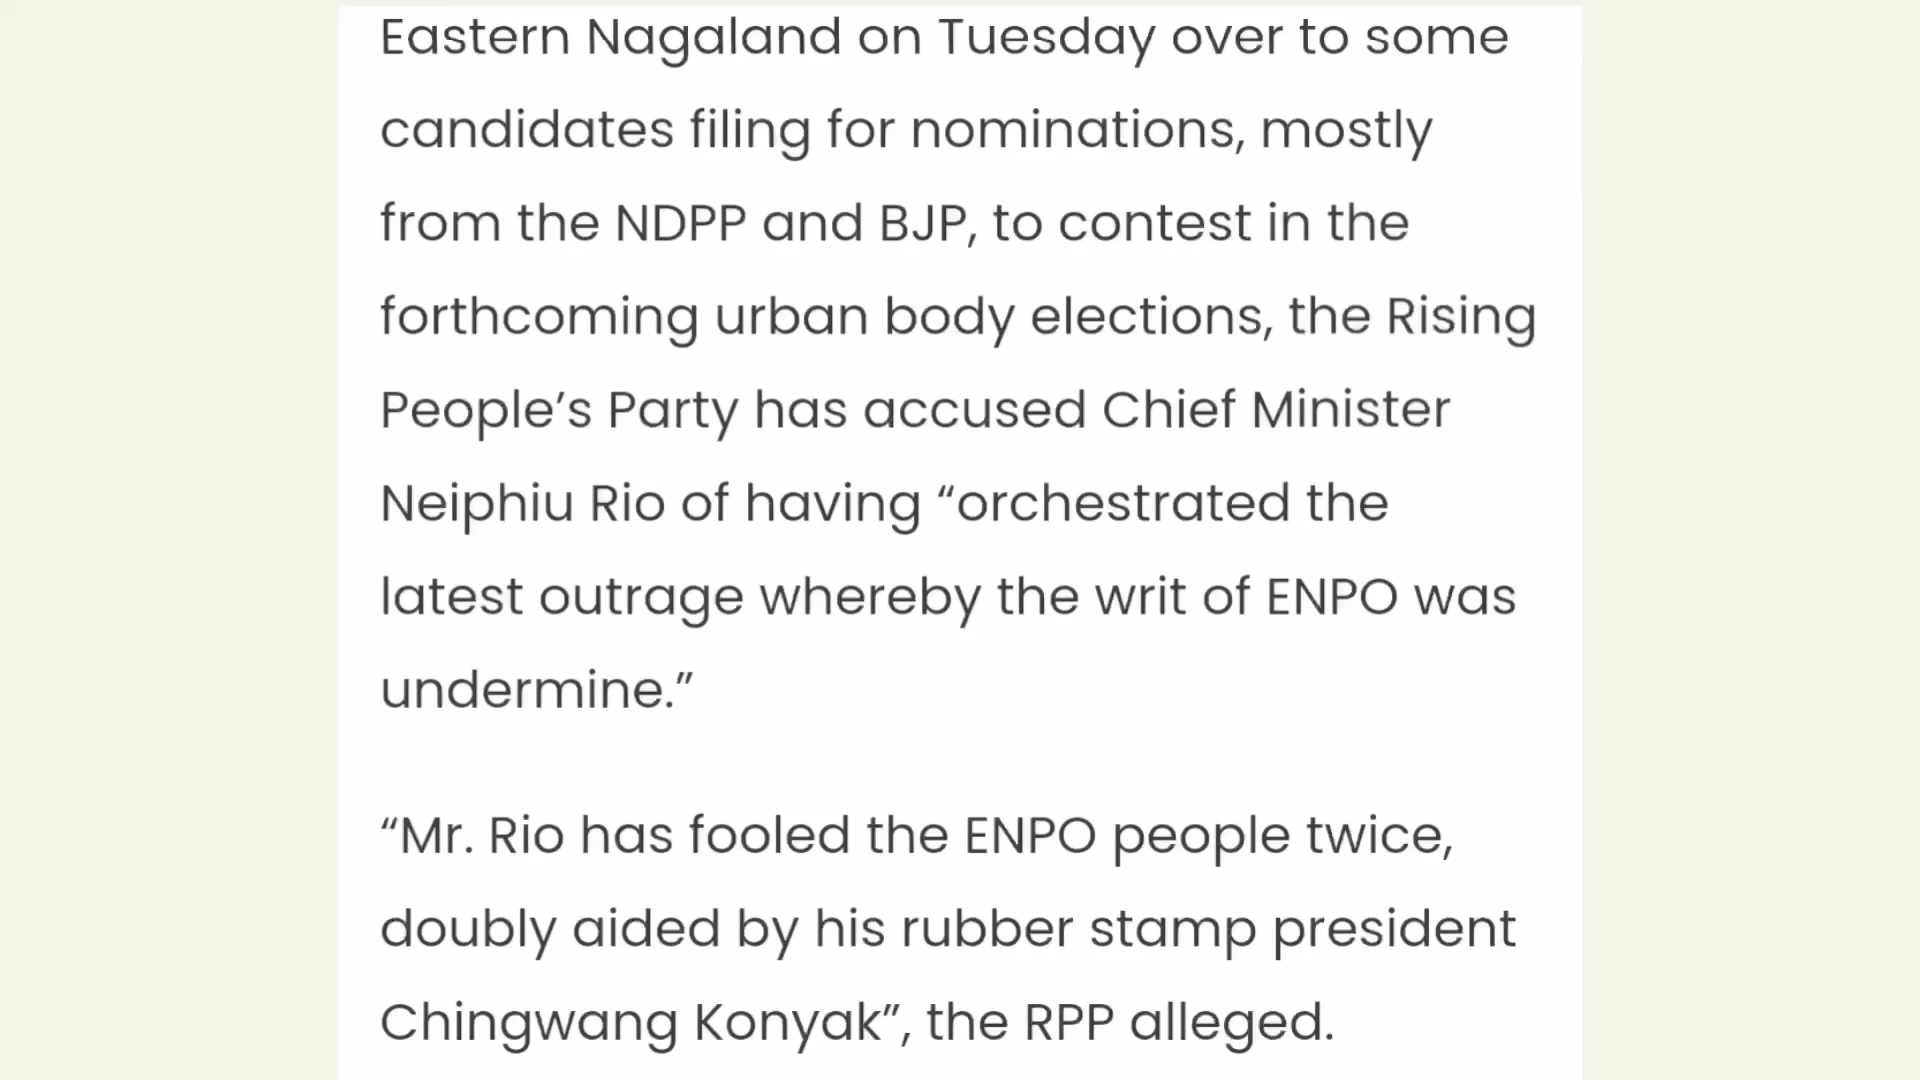 Eastern Nagaland on Tuesday over to some
candidates filing for nominations, mostly
from the NDPP and BJP, to contest in the
forthcoming urban body elections, the Rising
People’s Party has accused Chief Minister
Neiphiu Rio of having “orchestrated the
latest outrage whereby the writ of ENPO was
undermine.”
“Mr. Rio has fooled the ENPO people twice,
doubly aided by his rubber stamp president
Chingwang Konyak”, the RPP alleged.